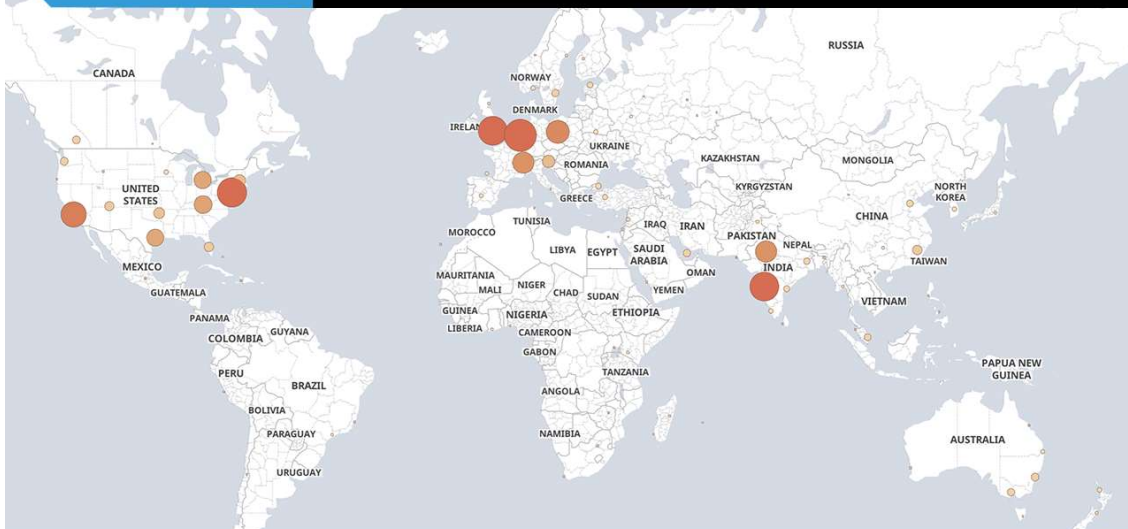 RUSSIA
CANADA
NORWAY
DENMARK
IRELAN
UKRAINE
KAZAKHSTAN
MONGOLIA
ROMANIA
UNITED
STATES
KYRGYZSTAN
NORTH
KOREA
GREECE
CHINA
TUNISIA
IRAQ
IRAN
MOROCCO
PAKISTAN
NEPAL
LIBYA
EGYPT
SAUDI
ARABIA
TAIWAN
MEXICO
INDIA
OMAN
MAURITANIA
MALI
NIGER
CHAD
SUDAN
YEMEN
GUATEMALA
VIETNAM
GUINEA
NIGERIA
ETHIOPIA
PANAMA
LIBERIA
CAMEROON
GUYANA
COLOMBIA
GABON
PERU
TANZANIA
PAPUA NEW
GUINEA
BRAZIL
ANGOLA
BOLIVIA
PARAGUAY
NAMIBIA
AUSTRALIA
URUGUAY